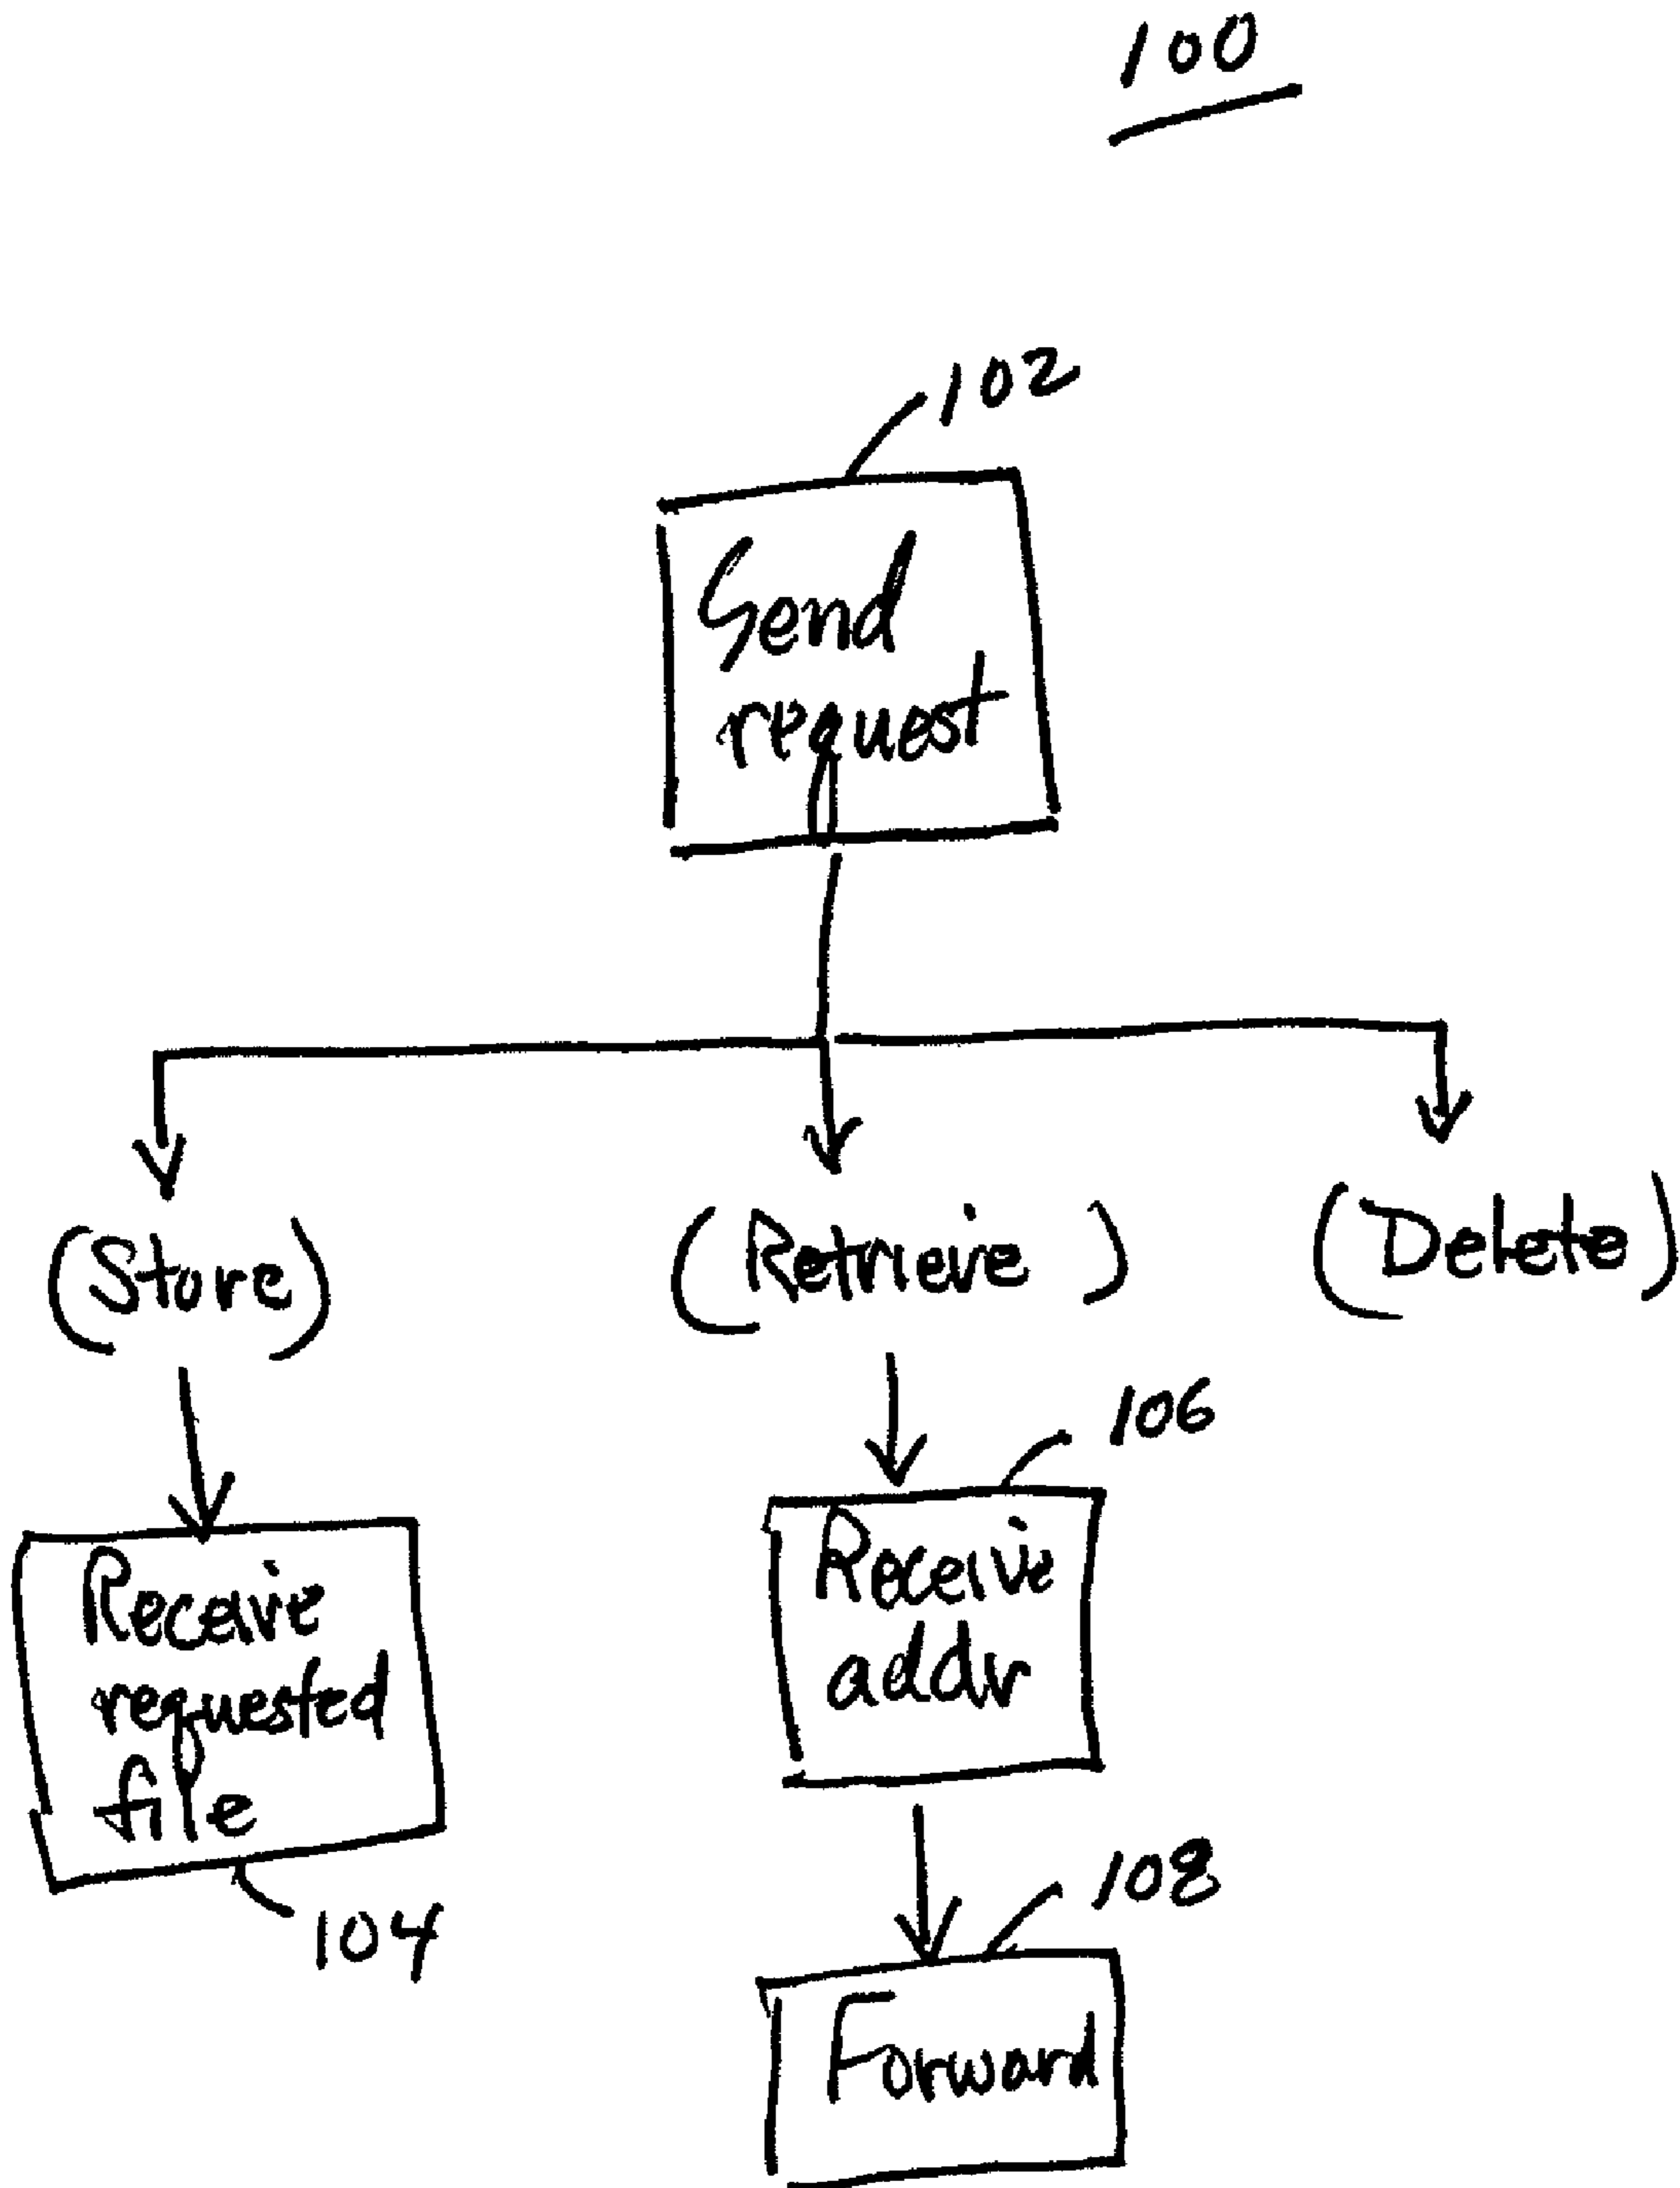 100
102
Send
request
(Store)
(Retrieve)
(Delete)
106
Receive
requested
file
104
Receive
addr
108
Forward